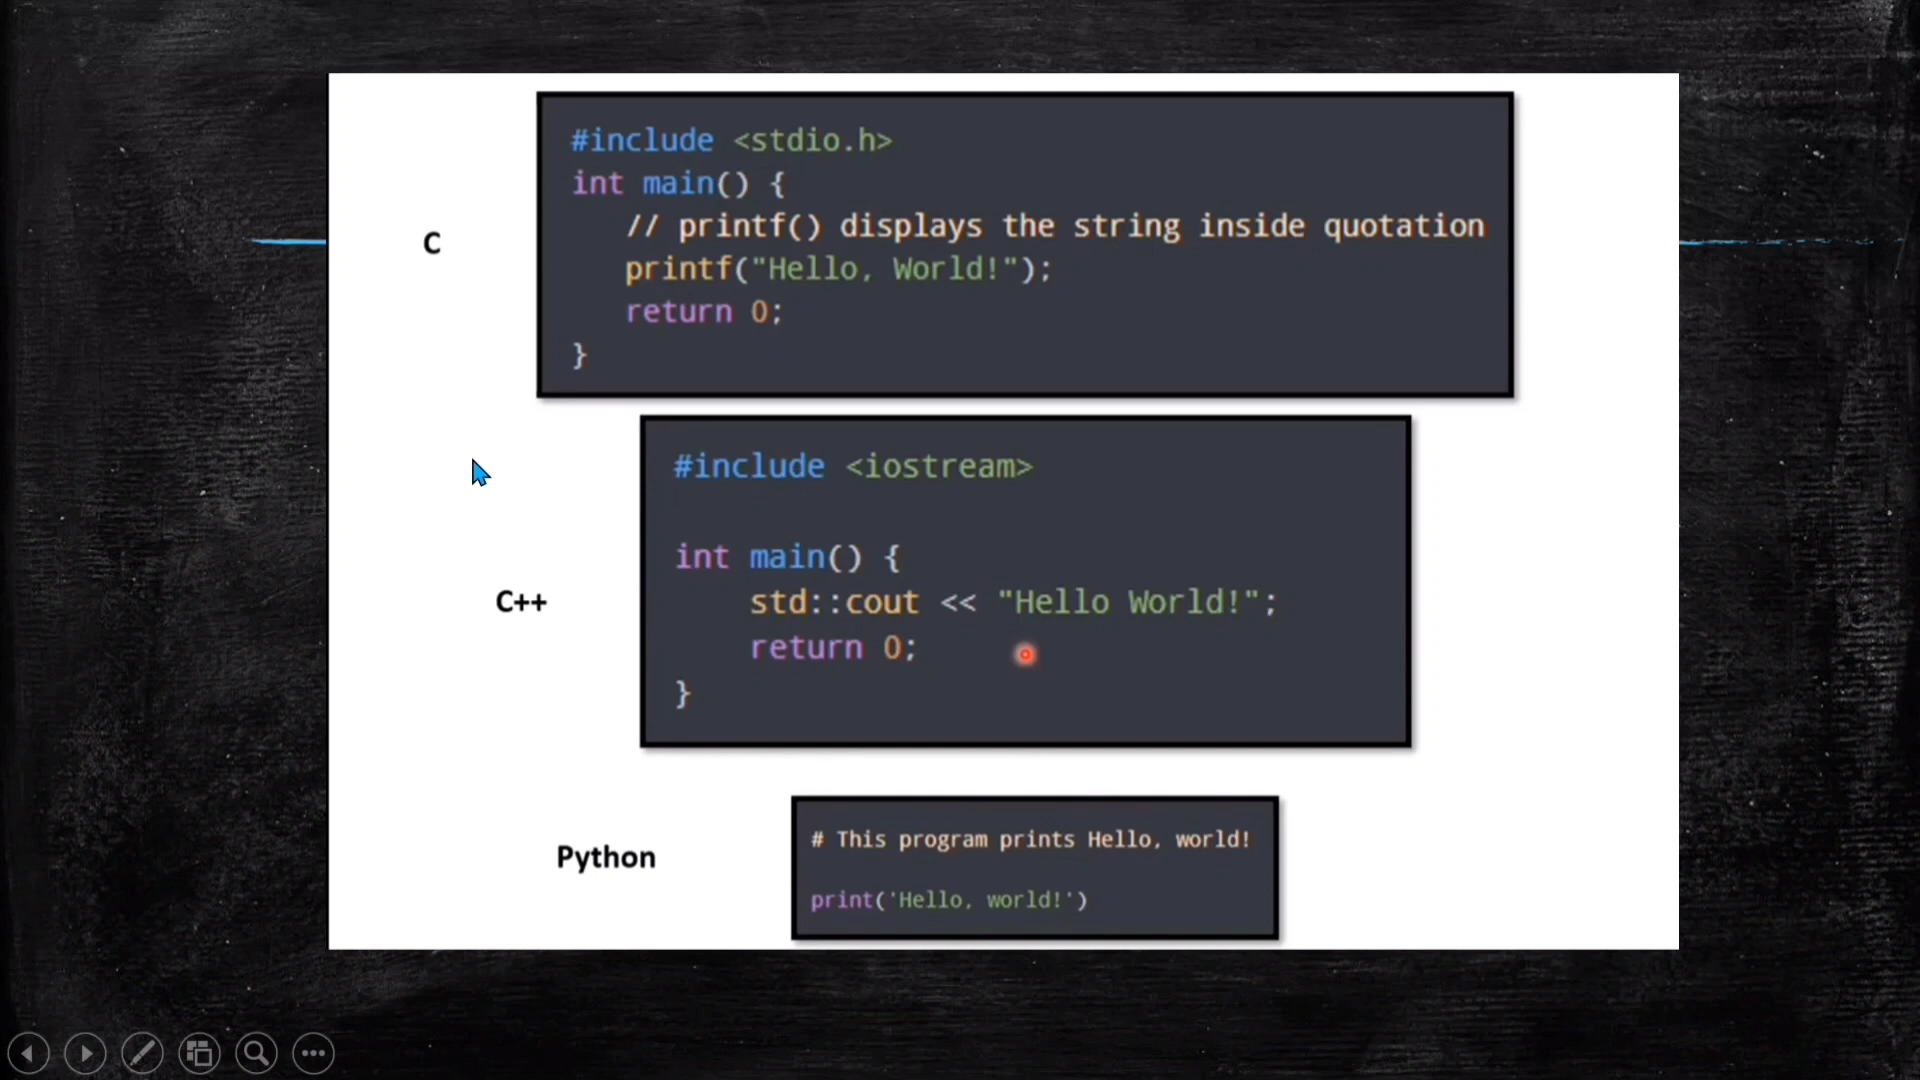 C
#include <stdio.h>
int main() {
// printf() displays the string inside quotation
printf("Hello, World!");
return 0;
}
C++
#include <iostream>
int main() {
std::cout << "Hello World!";
return 0;
}
Python
# This program prints Hello, world!
print('Hello, world!')